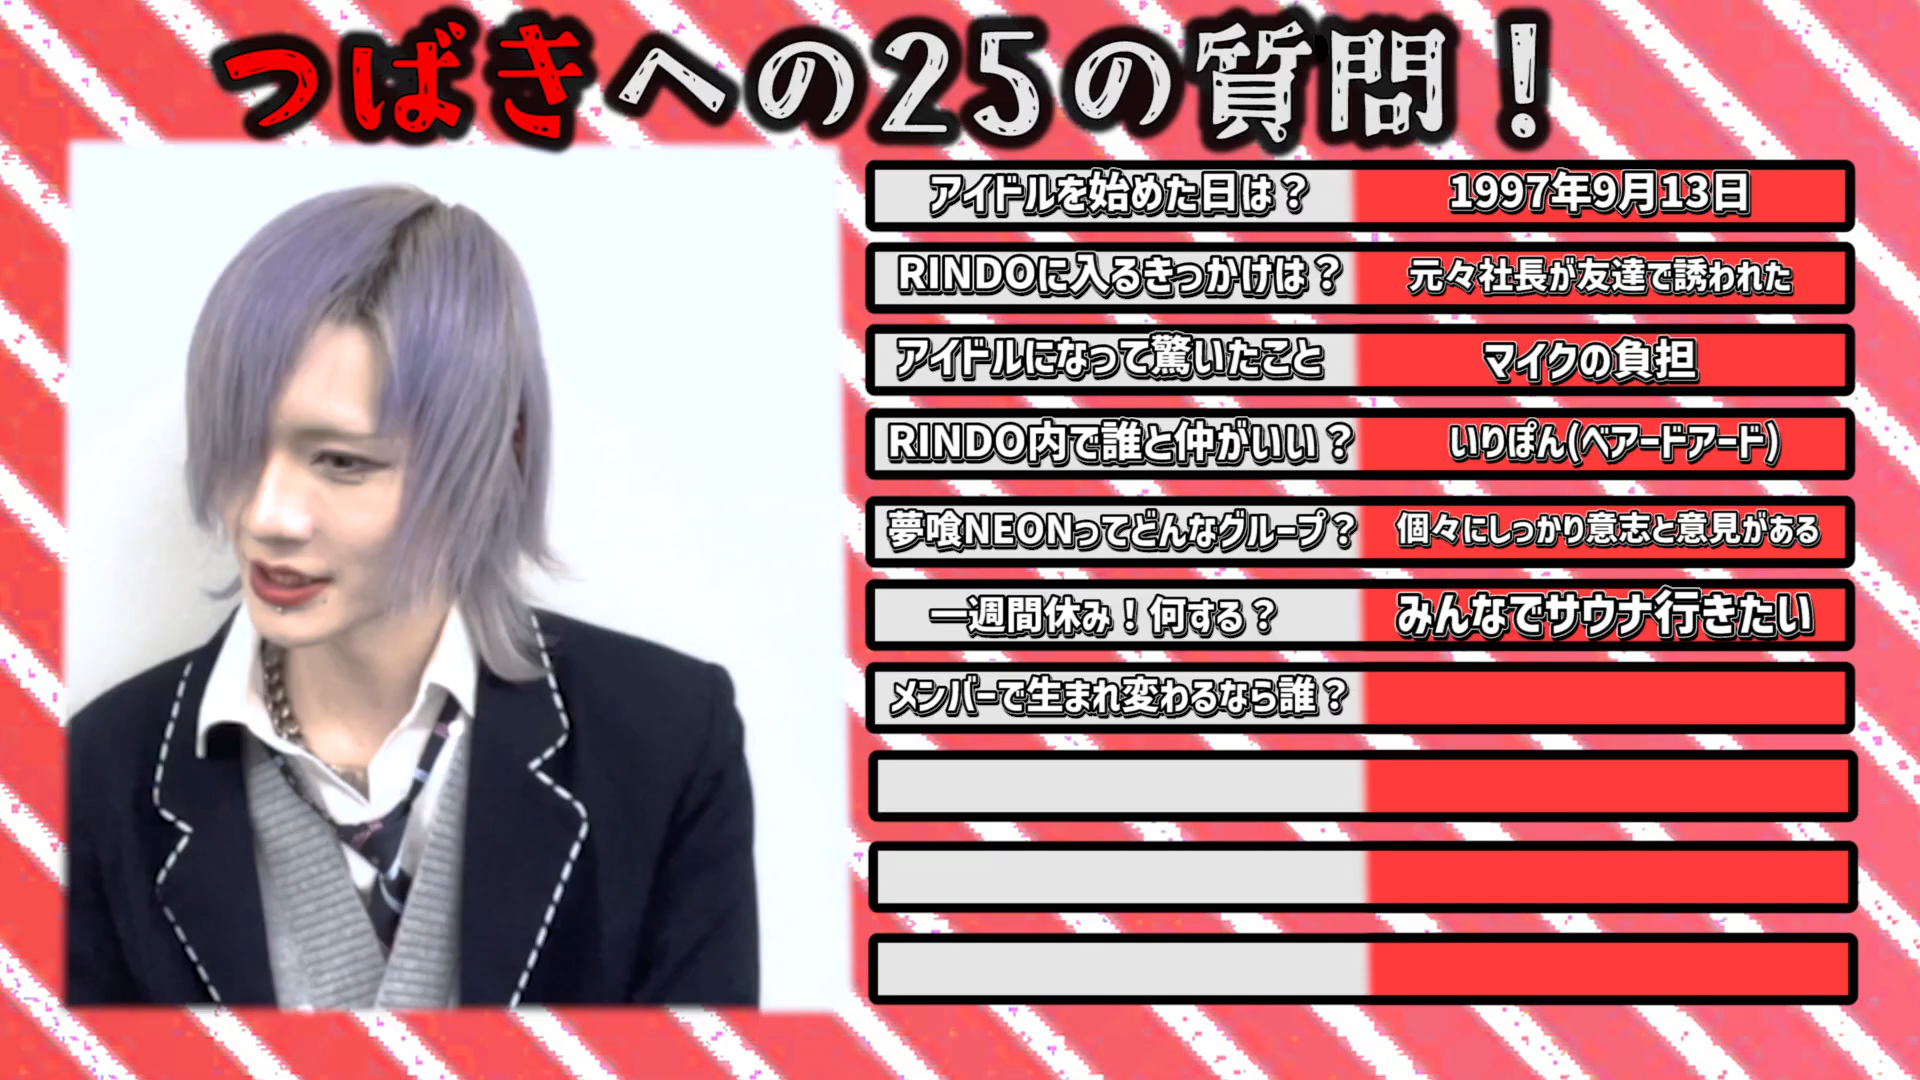 つばきへの25の質問！
アイドルを始めた日は？ 1997年9月13日
RINDOに入るきっかけは？ 元々社長が友達で誘われた
アイドルになって驚いたこと マイクの負担
RINDO内で誰と仲がいい？ いりぽん(ベアードアード)
夢喰NEONってどんなグループ？ 個々にしっかり意志と意見がある
一週間休み！何する？ みんなでサウナ行きたい
メンバーで生まれ変わるなら誰？